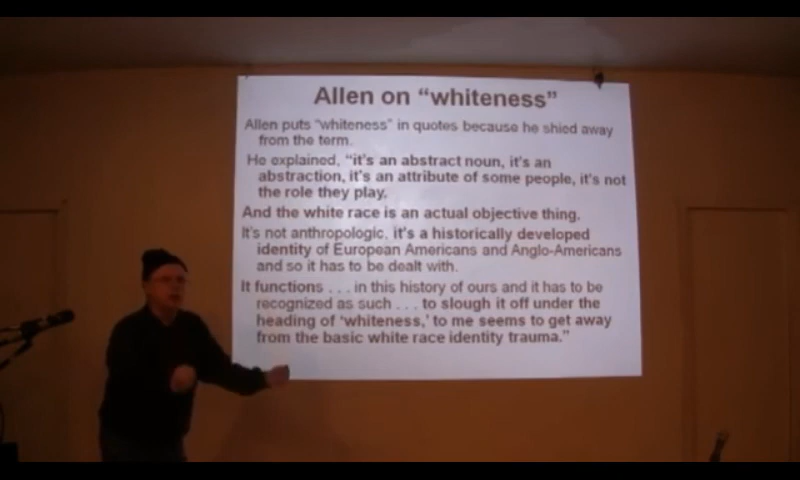 Allen on “whiteness”
Allen puts “whiteness” in quotes because he shied away
from the term.
He explained, “it’s an abstract noun, it’s an
abstraction, it’s an attribute of some people, it’s not
the role they play.
And the white race is an actual objective thing.
It’s not anthropologic, it’s a historically developed
identity of European Americans and Anglo-Americans
and so it has to be dealt with.
It functions . . . in this history of ours and it has to be
recognized as such . . . to slough it off under the
heading of ‘whiteness,’ to me seems to get away
from the basic white race identity trauma.”